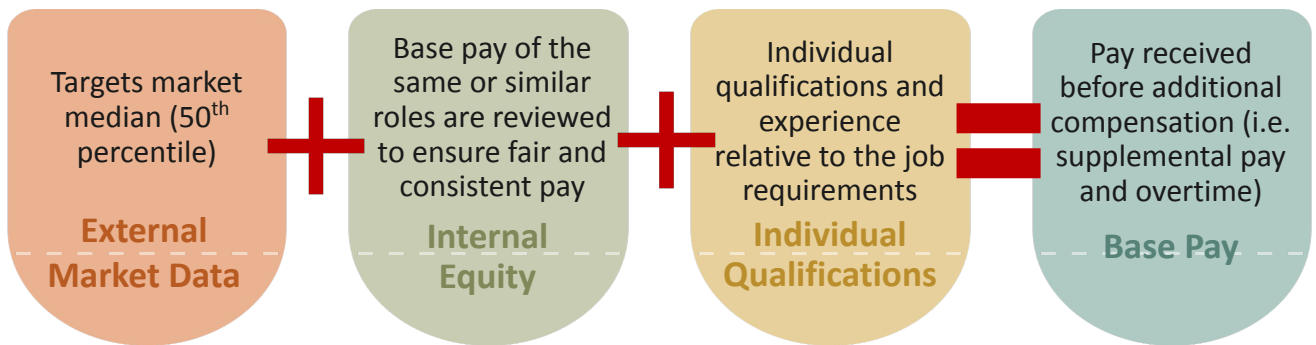 Targets market
median (50th
percentile)
External
Market Data
+
Base pay of the
same or similar
roles are reviewed
to ensure fair and
consistent pay
Internal
Equity
+
Individual
qualifications and
experience
relative to the job
requirements
Individual
Qualifications
=
Pay received
before additional
compensation (i.e.
supplemental pay
and overtime)
Base Pay